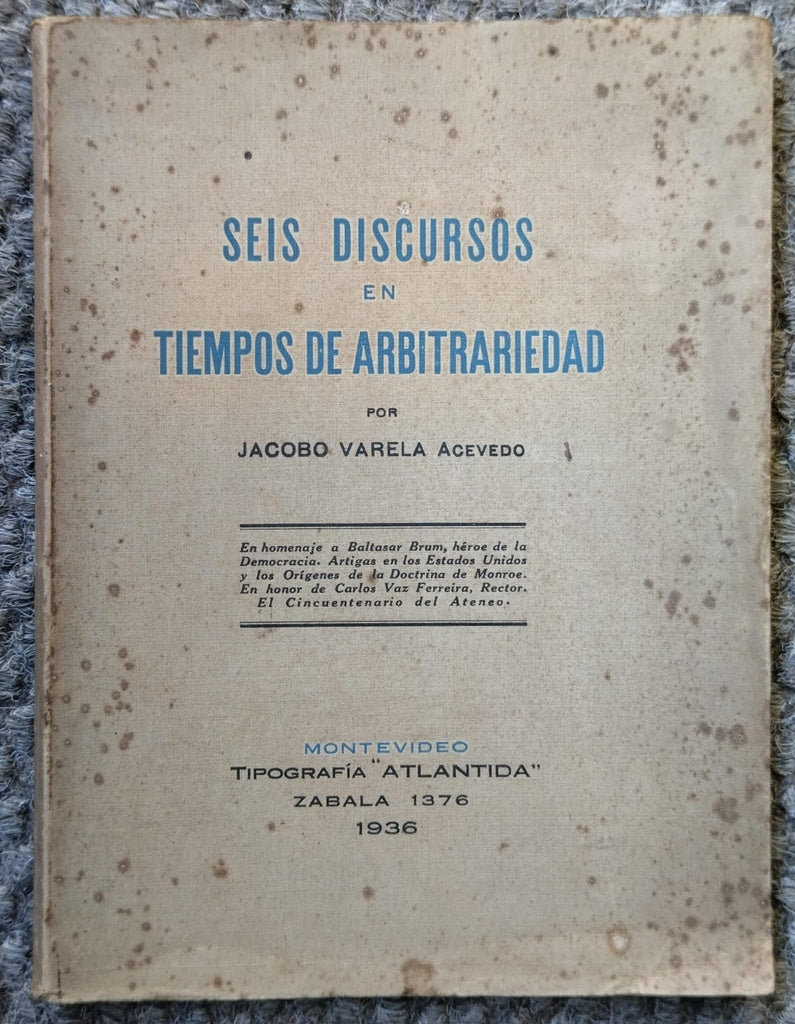 SEIS DISCURSOS
EN
TIEMPOS DE ARBITRARIEDAD
POR
JACOBO VARELA ACEVEDO
En homenaje a Baltasar Brum, héroe de la
Democracia. Artigas en los Estados Unidos
y los Orígenes de la Doctrina de Monroe.
En honor de Carlos Vaz Ferreira, Rector.
El Cincuentenario del Ateneo.
MONTEVIDEO
TIPOGRAFÍA "ATLANTIDA"
ZABALA 1376
1936